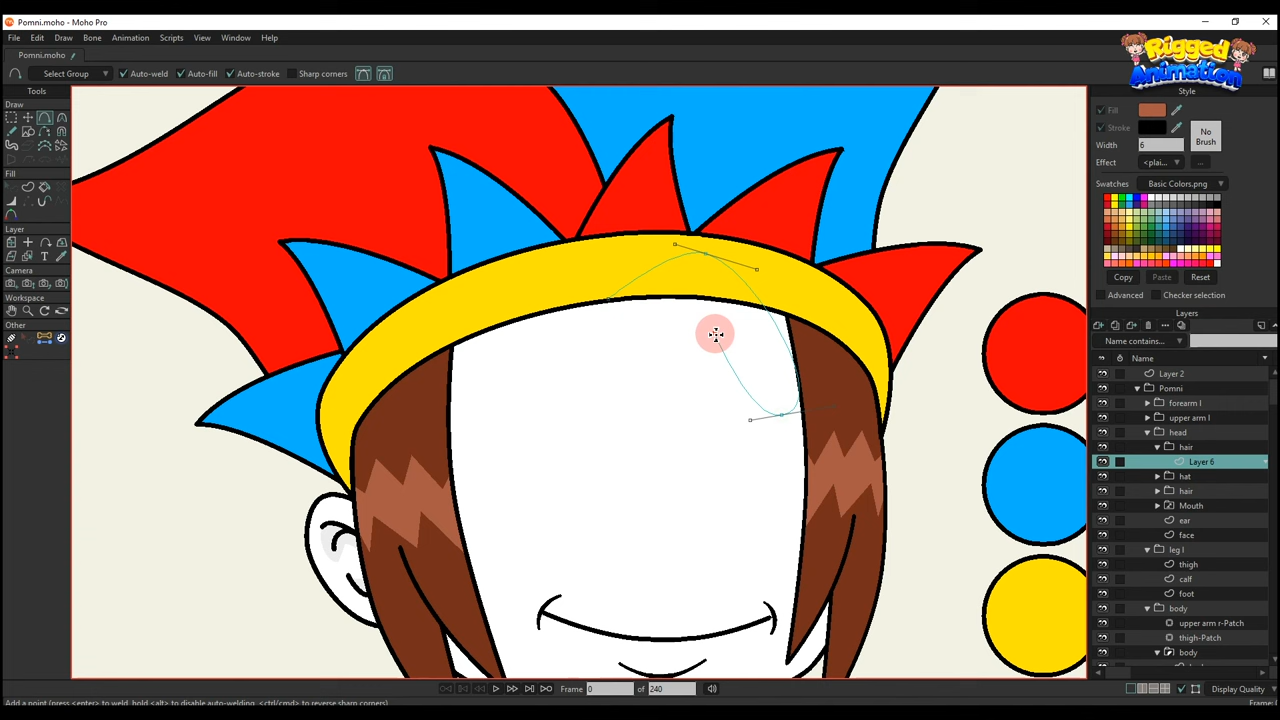 Pomni.moho - Moho Pro
File Edit Draw Bone Animation Scripts View Window Help
Pomni.moho
Rigged Animation
Select Group Auto-weld Auto-fill Auto-stroke Sharp corners
Tools
Draw
Fill
Layer
Camera
Workspace
Other
Style
Fill
Stroke
No Brush
Width 6
Effect <plai...
...
Swatches Basic Colors.png
Copy Paste Reset
Advanced Checker selection
Layers
Name contains...
Name
Layer 2
Pomni
forearm l
upper arm l
head
hair
Layer 6
hat
hair
Mouth
ear
face
leg l
thigh
calf
foot
body
upper arm r-Patch
thigh-Patch
body
Frame 0 of 240
Display Quality
Add a point (press <enter> to weld, hold <alt> to disable auto-welding, <ctrl/cmd> to reverse sharp corners)
Frame: